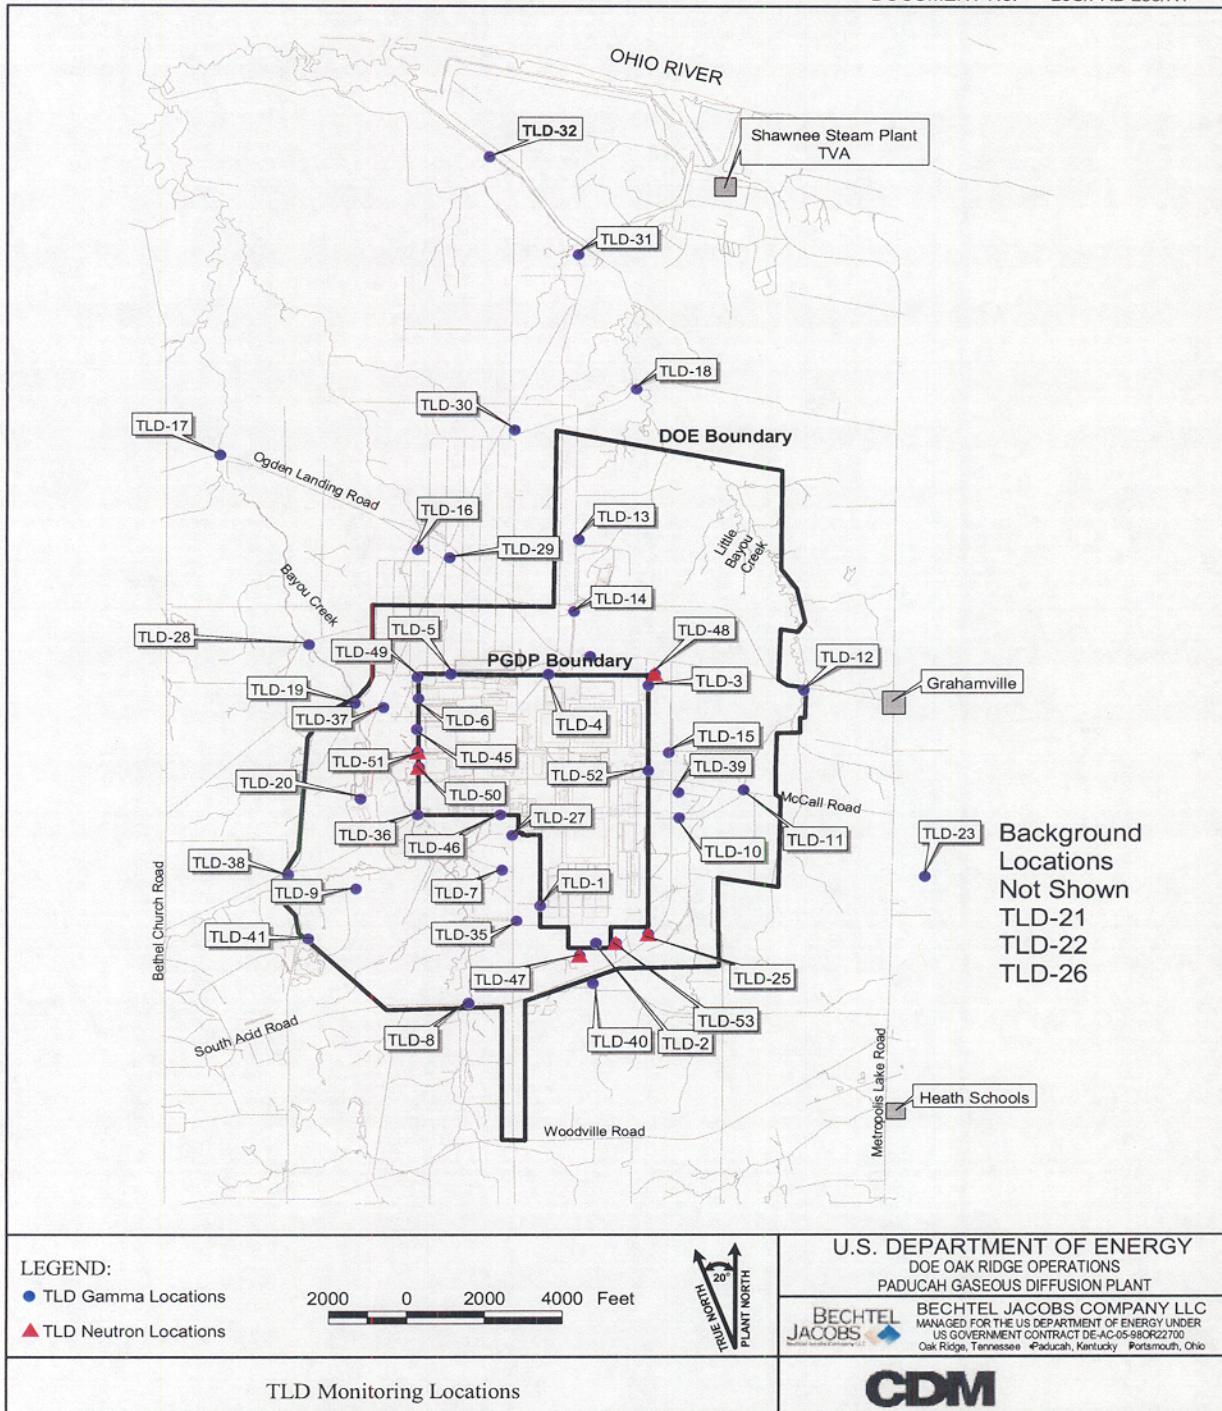 OHIO RIVER
TLD-32
Shawnee Steam Plant
TVA
TLD-31
TLD-18
TLD-30
TLD-17
DOE Boundary
Ogden Landing Road
TLD-16
TLD-13
TLD-29
Little
Bayou
Creek
Bayou Creek
TLD-14
TLD-28
TLD-5
TLD-48
TLD-49
PGDP Boundary
TLD-12
TLD-3
Grahamville
TLD-19
TLD-37
TLD-6
TLD-4
TLD-15
TLD-51
TLD-45
TLD-52
TLD-39
TLD-20
TLD-50
McCall Road
TLD-27
TLD-36
TLD-46
TLD-11
TLD-10
TLD-23
Background
Locations
Not Shown
TLD-21
TLD-22
TLD-26
TLD-38
TLD-9
TLD-7
TLD-1
Bethel Church Road
TLD-41
TLD-35
TLD-47
TLD-25
TLD-53
South Acid Road
TLD-8
TLD-40
TLD-2
Metropolis Lake Road
Heath Schools
Woodville Road
LEGEND:
TLD Gamma Locations
TLD Neutron Locations
2000 0 2000 4000 Feet
20°
TRUE NORTH
PLANT NORTH
U.S. DEPARTMENT OF ENERGY
DOE OAK RIDGE OPERATIONS
PADUCAH GASEOUS DIFFUSION PLANT
BECHTEL
JACOBS
BECHTEL JACOBS COMPANY LLC
MANAGED FOR THE US DEPARTMENT OF ENERGY UNDER
US GOVERNMENT CONTRACT DE-AC-05-98OR22700
Oak Ridge, Tennessee •Paducah, Kentucky Portsmouth, Ohio
TLD Monitoring Locations
CDM